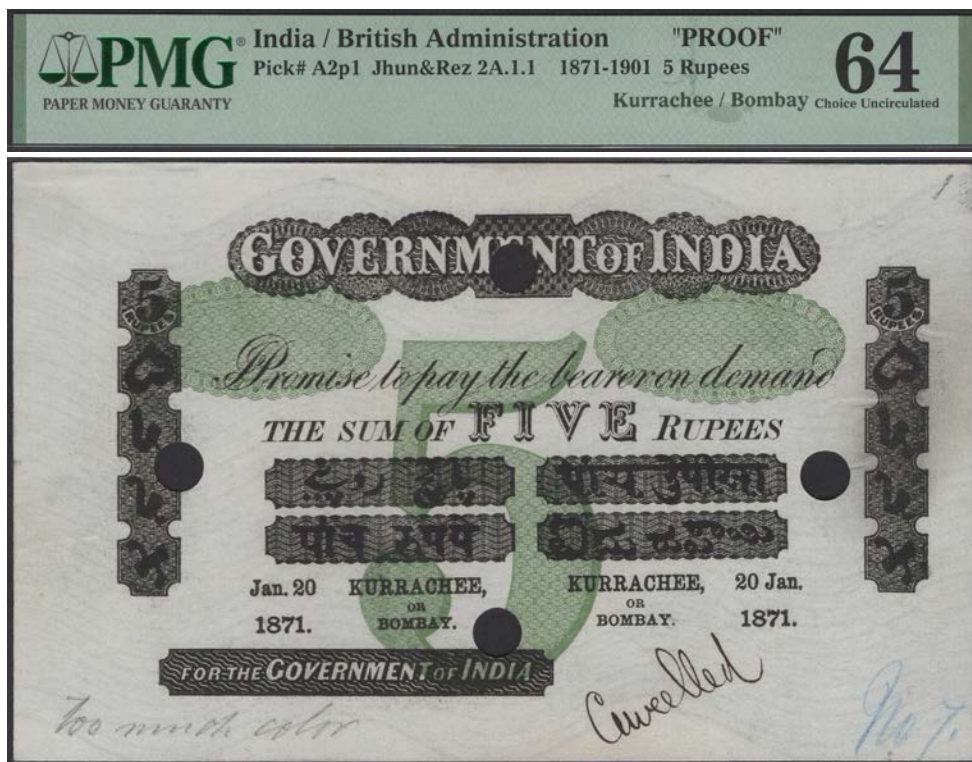 PMG®
PAPER MONEY GUARANTY
India / British Administration "PROOF"
Pick# A2p1 Jhun&Rez 2A.1.1 1871-1901 5 Rupees
Kurrachee / Bombay
64
Choice Uncirculated
1
GOVERNMENT OF INDIA
5 RUPEES
5 RUPEES
I Promise to pay the bearer on demand
THE SUM OF FIVE RUPEES
पांच रुपये
Jan. 20 KURRACHEE, KURRACHEE, 20 Jan.
OR OR
1871. BOMBAY. BOMBAY. 1871.
FOR THE GOVERNMENT OF INDIA
Cancelled
too much color
No 7.